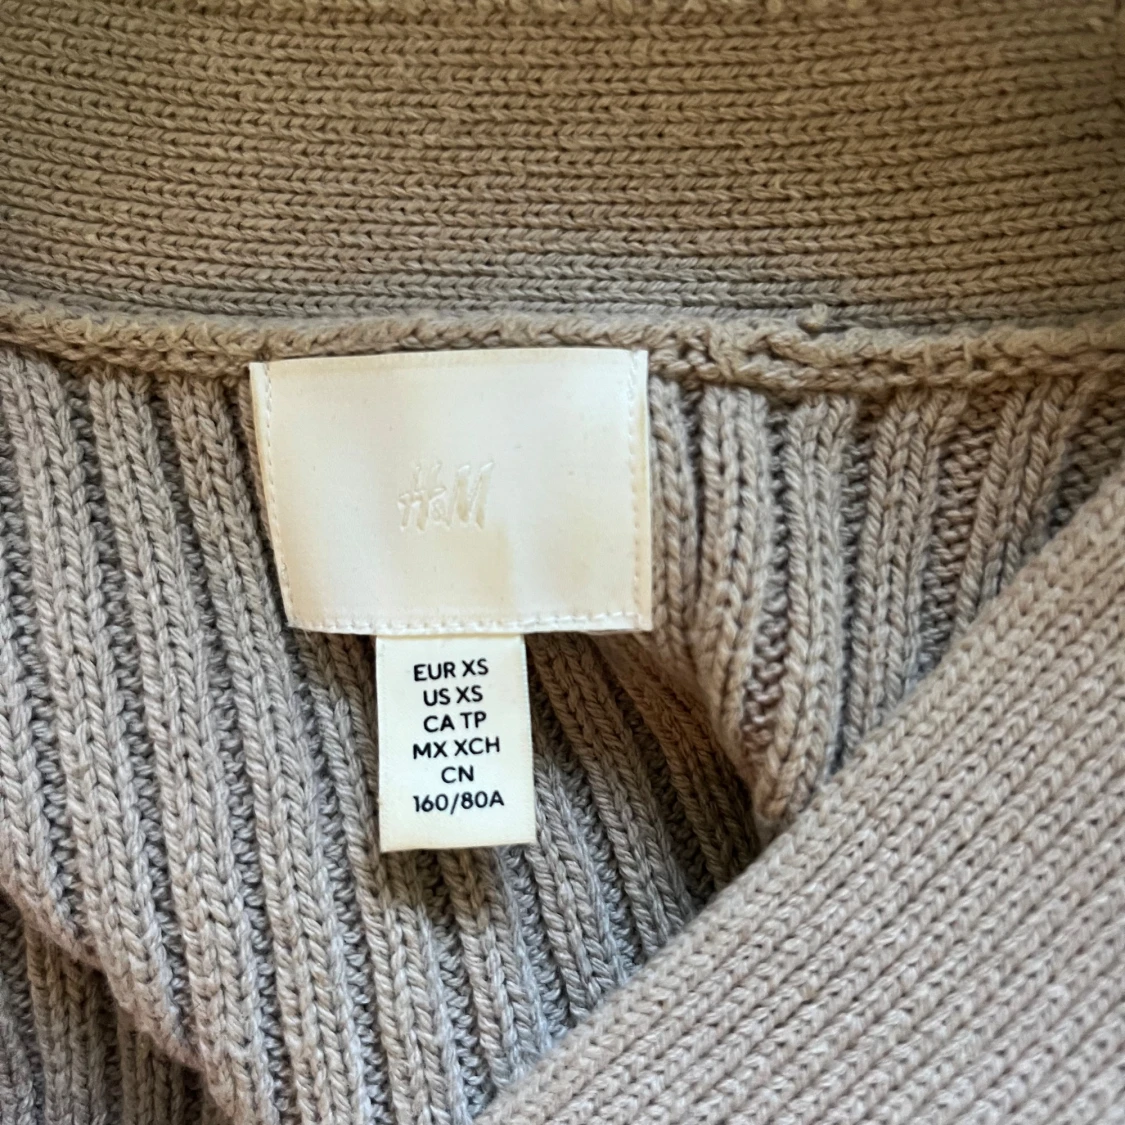 H&M
EUR XS
US XS
CA TP
MX XCH
CN
160/80A